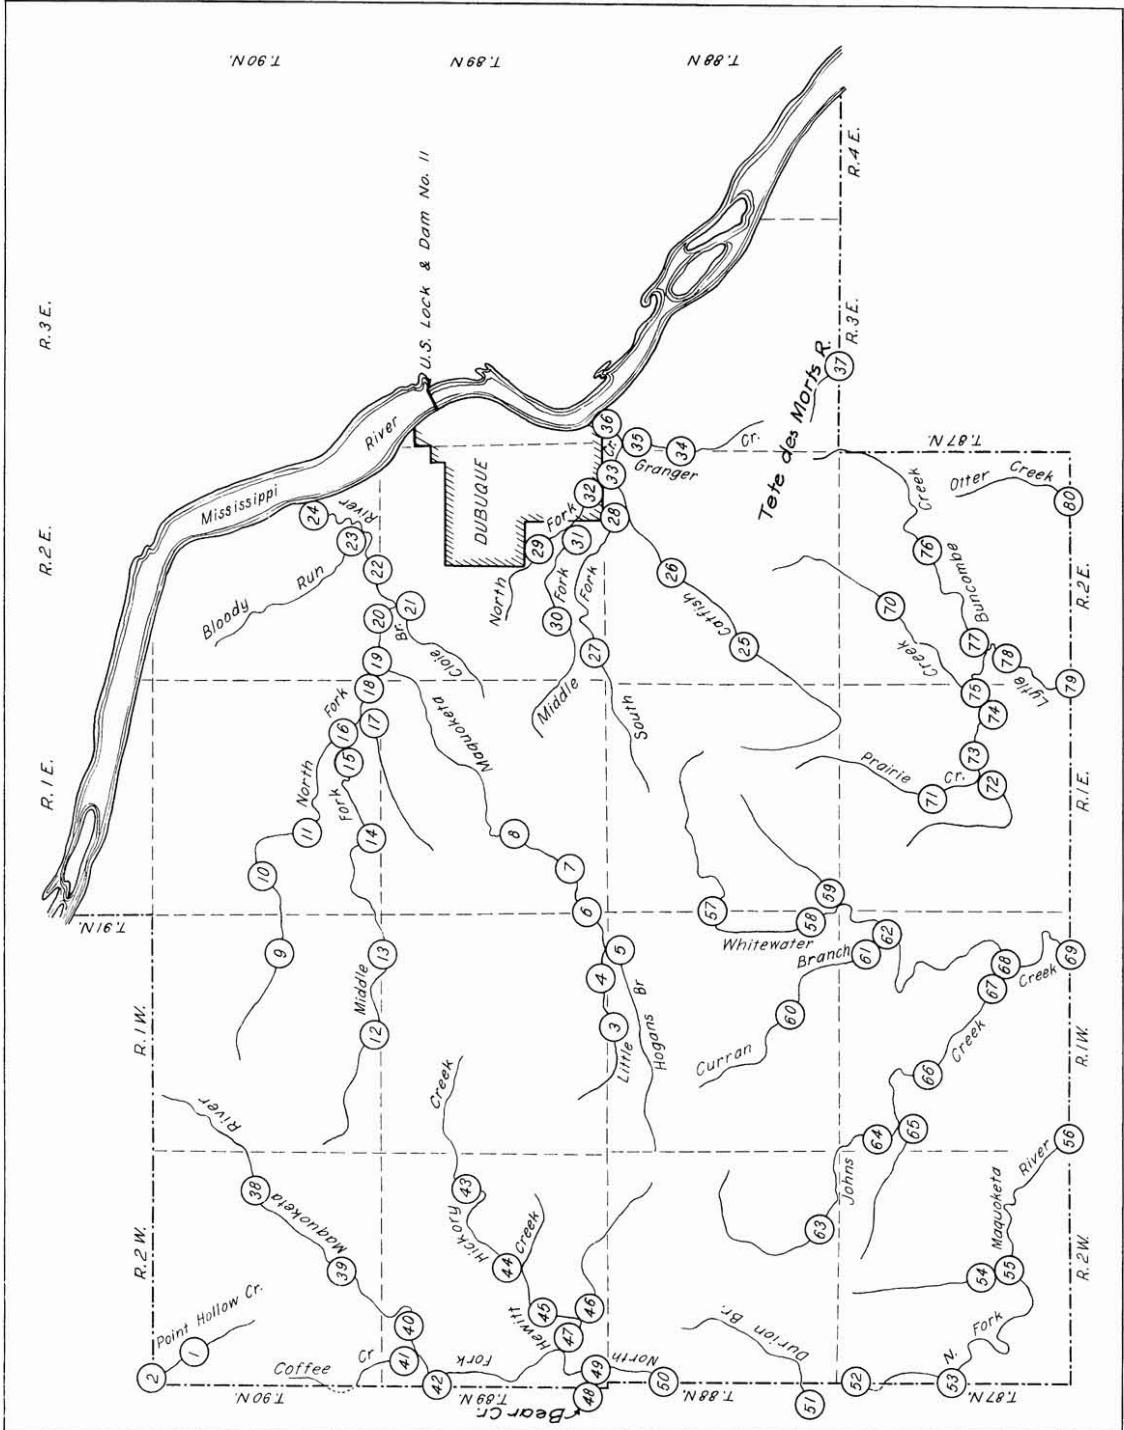 T.90N.
T.89N
T.88N.
R.3E.
U.S. Lock & Dam No. 11
R.4E.
R.2E.
Mississippi
River
24
River
23
Bloody
Run
22
DUBUQUE
36
35
Cr.
33
34
Granger
Cr.
32
Fork
29
North
31
28
R.3E.
37
Tete des Morts R.
T.87N.
Otter
Creek
80
Creek
76
Buncombe
R.2E.
20
21
Br.
Cloie
19
30
Fork
Fork
27
26
Catfish
25
70
Creek
77
78
Lytle
79
R.1E.
Fork
18
16
17
15
North
Fork
11
14
Maquoketa
Middle
South
75
74
73
Prairie
Cr.
71
72
R.1E.
10
9
8
7
6
T.91N.
57
59
58
Whitewater
R.1W.
13
Middle
12
5
4
3
Little
Br
Hogans
Branch
62
61
60
Curran
69
68
67
Creek
Creek
66
R.1W.
River
Creek
64
65
Johns
63
56
River
38
Maquoketa
39
43
Hickory
44
Creek
Maquoketa
54
55
R.2W.
R.2W.
Point Hollow Cr.
1
2
Coffee
Cr
40
41
42
Fork
45
Hewitt
46
47
49
48
North
50
Durion Br.
51
52
N.
Fork
53
T.90N.
T.89N.
Bear Cr.
T.88N.
T.87N.